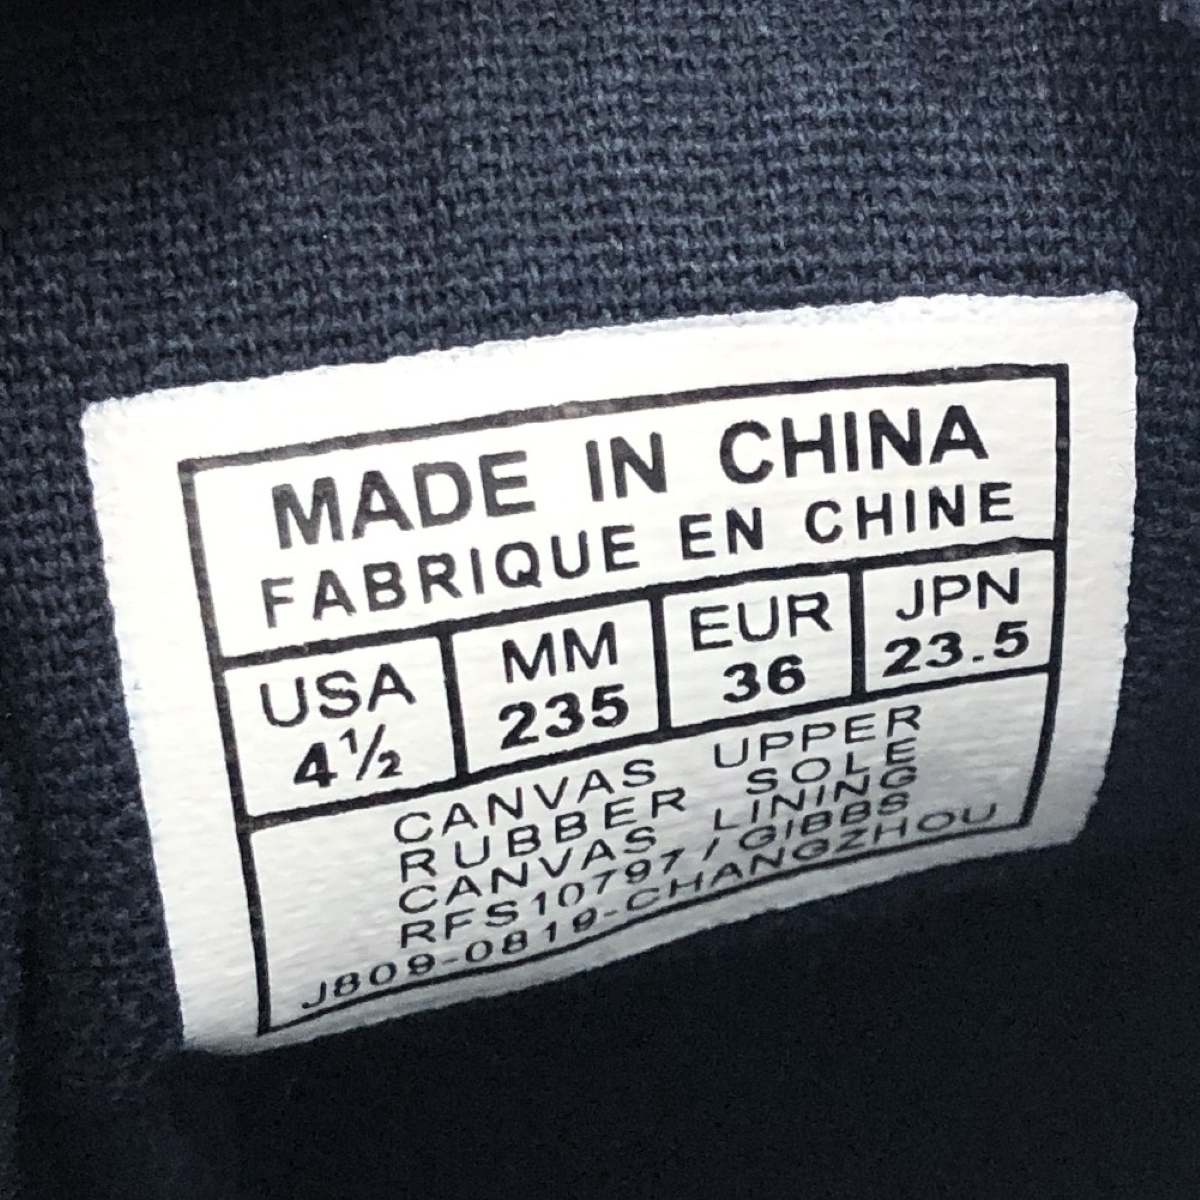 MADE IN CHINA
FABRIQUE EN CHINE
USA MM EUR JPN
4½ 235 36 23.5
CANVAS UPPER
RUBBER SOLE
CANVAS LINING
RFS10797 / GIBBS
J809-0819-CHANGZHOU